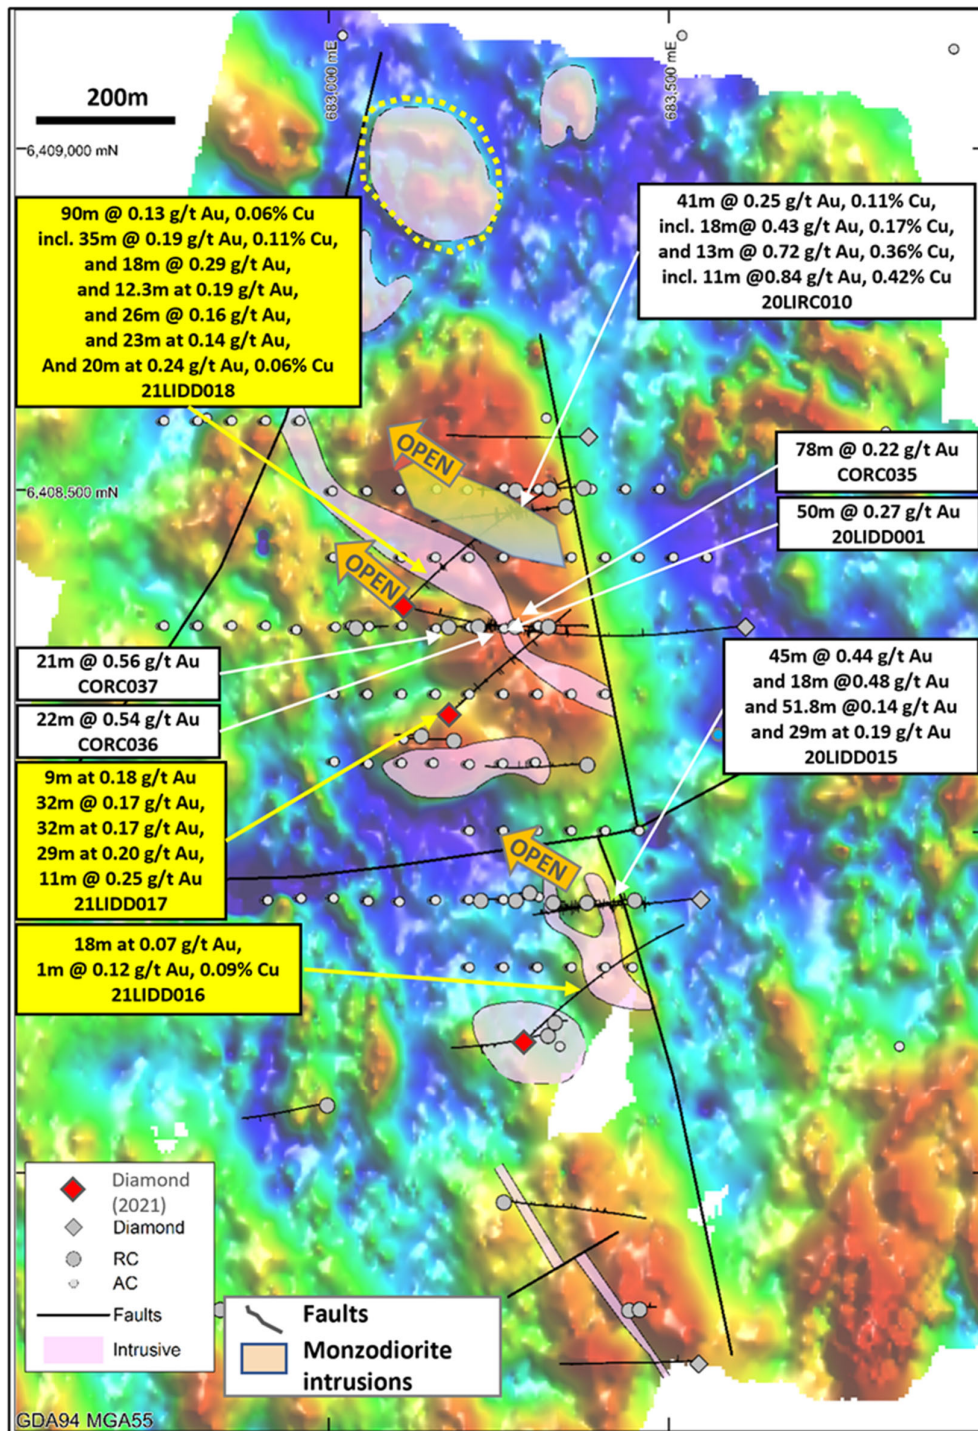 683,000 mE
683,500 mE
200m
6,409,000 mN
90m @ 0.13 g/t Au, 0.06% Cu
incl. 35m @ 0.19 g/t Au, 0.11% Cu,
and 18m @ 0.29 g/t Au,
and 12.3m at 0.19 g/t Au,
and 26m @ 0.16 g/t Au,
and 23m at 0.14 g/t Au,
And 20m at 0.24 g/t Au, 0.06% Cu
21LIDD018
41m @ 0.25 g/t Au, 0.11% Cu,
incl. 18m@ 0.43 g/t Au, 0.17% Cu,
and 13m @ 0.72 g/t Au, 0.36% Cu,
incl. 11m @0.84 g/t Au, 0.42% Cu
20LIRC010
OPEN
78m @ 0.22 g/t Au
CORC035
6,408,500 mN
50m @ 0.27 g/t Au
20LIDD001
OPEN
21m @ 0.56 g/t Au
CORC037
45m @ 0.44 g/t Au
and 18m @0.48 g/t Au
and 51.8m @0.14 g/t Au
and 29m @ 0.19 g/t Au
20LIDD015
22m @ 0.54 g/t Au
CORC036
9m at 0.18 g/t Au
32m @ 0.17 g/t Au,
32m at 0.17 g/t Au,
29m at 0.20 g/t Au,
11m @ 0.25 g/t Au
21LIDD017
OPEN
18m at 0.07 g/t Au,
1m @ 0.12 g/t Au, 0.09% Cu
21LIDD016
Diamond
(2021)
Diamond
RC
AC
Faults
Intrusive
Faults
Monzodiorite
intrusions
GDA94 MGA55